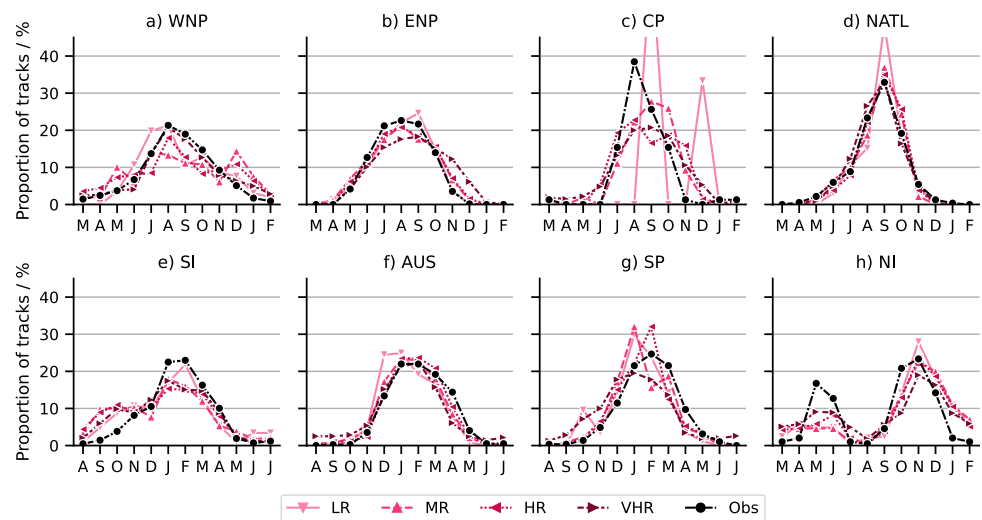 a) WNP
b) ENP
c) CP
d) NATL
Proportion of tracks / %
40
30
20
10
0
M A M J J A S O N D J F
M A M J J A S O N D J F
M A M J J A S O N D J F
M A M J J A S O N D J F
e) SI
f) AUS
g) SP
h) NI
Proportion of tracks / %
40
30
20
10
0
A S O N D J F M A M J J
A S O N D J F M A M J J
A S O N D J F M A M J J
M A M J J A S O N D J F
LR MR HR VHR Obs